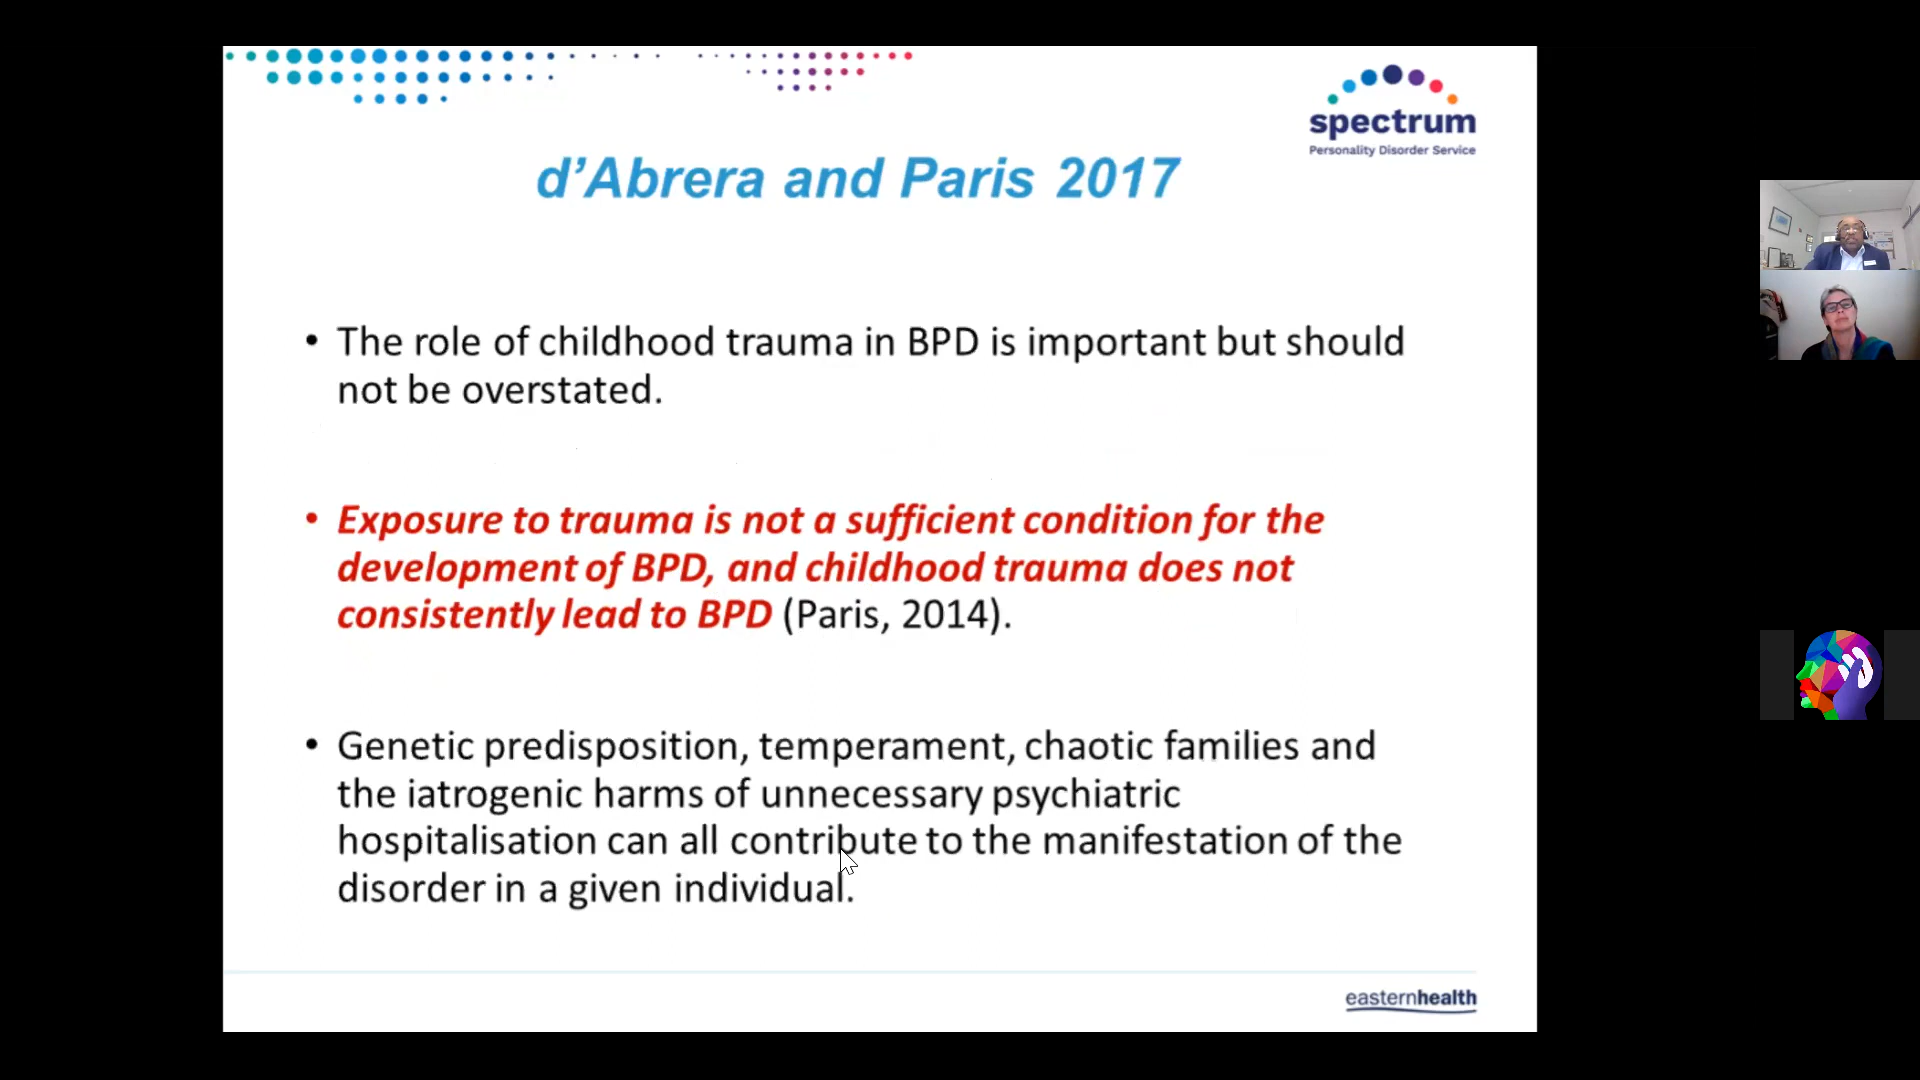 spectrum
Personality Disorder Service
d’Abrera and Paris 2017
• The role of childhood trauma in BPD is important but should
not be overstated.
• Exposure to trauma is not a sufficient condition for the
development of BPD, and childhood trauma does not
consistently lead to BPD (Paris, 2014).
• Genetic predisposition, temperament, chaotic families and
the iatrogenic harms of unnecessary psychiatric
hospitalisation can all contribute to the manifestation of the
disorder in a given individual.
easternhealth